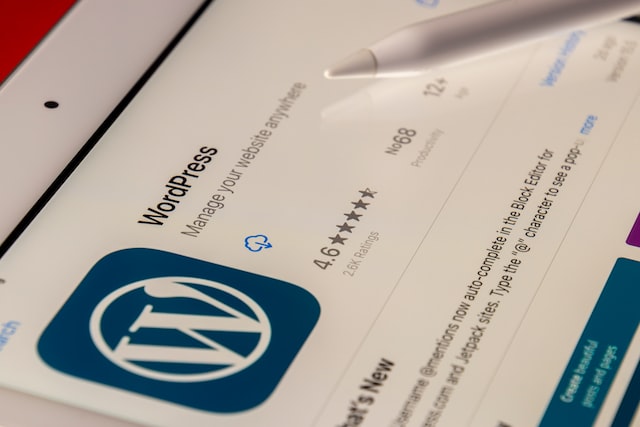 WordPress
Manage your website anywhere
4.6★★★★★
2.6K Ratings
No68
Productivity
12+
Age
What's New
Version History
username @mentions now auto-complete in the Block Editor for
and Jetpack sites. Type the "@" character to see a pop-
more
Create beautiful
posts and pages